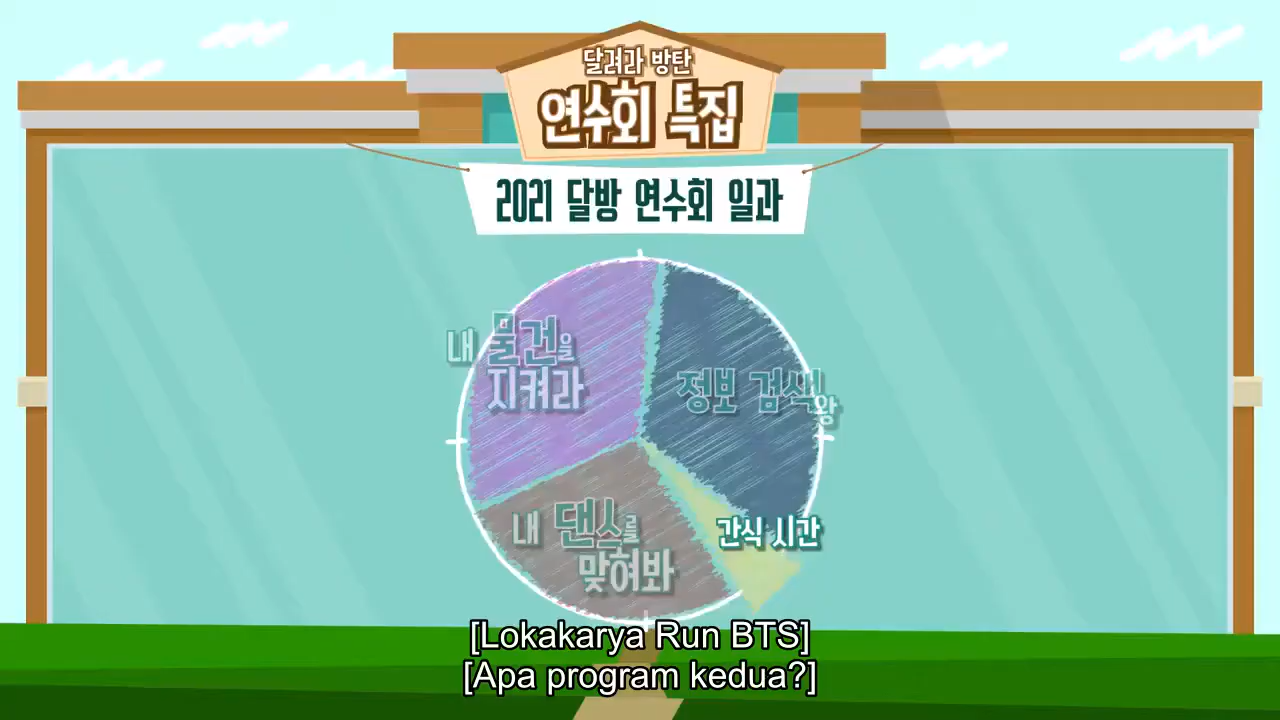 달려라 방탄
연수회 특집
2021 달방 연수회 일과
내 물건을
지켜라
정보 검색왕
내 댄스를
맞혀봐
간식 시간
[Lokakarya Run BTS]
[Apa program kedua?]